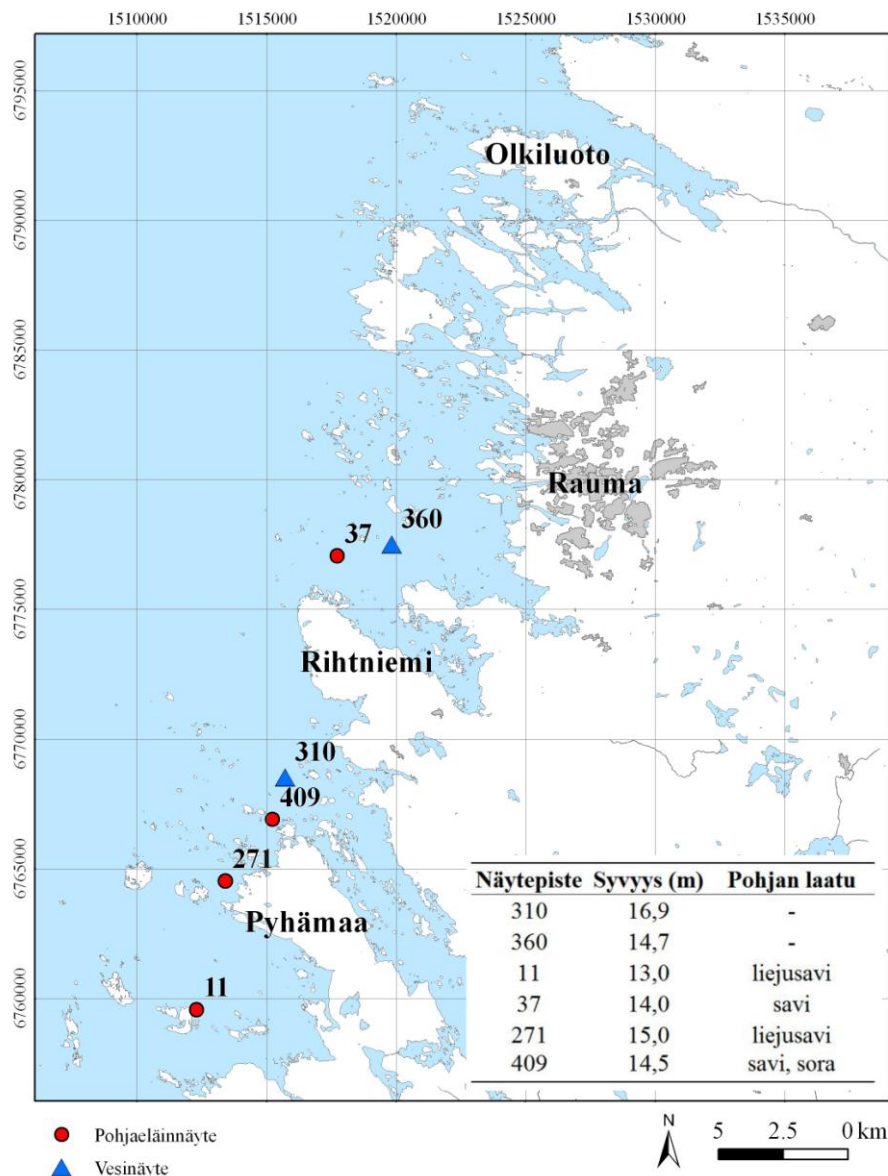 1510000 1515000 1520000 1525000 1530000 1535000
6795000
Olkiluoto
6790000
6785000
6780000
Rauma
37
360
6775000
Rihtniemi
6770000
310
409
6765000
271
Pyhämaa
6760000
11
Näytepiste Syvyys (m) Pohjan laatu
310 16,9 -
360 14,7 -
11 13,0 liejusavi
37 14,0 savi
271 15,0 liejusavi
409 14,5 savi, sora
Pohjaeläinnäyte
Vesinäyte
N
5 2.5 0 km